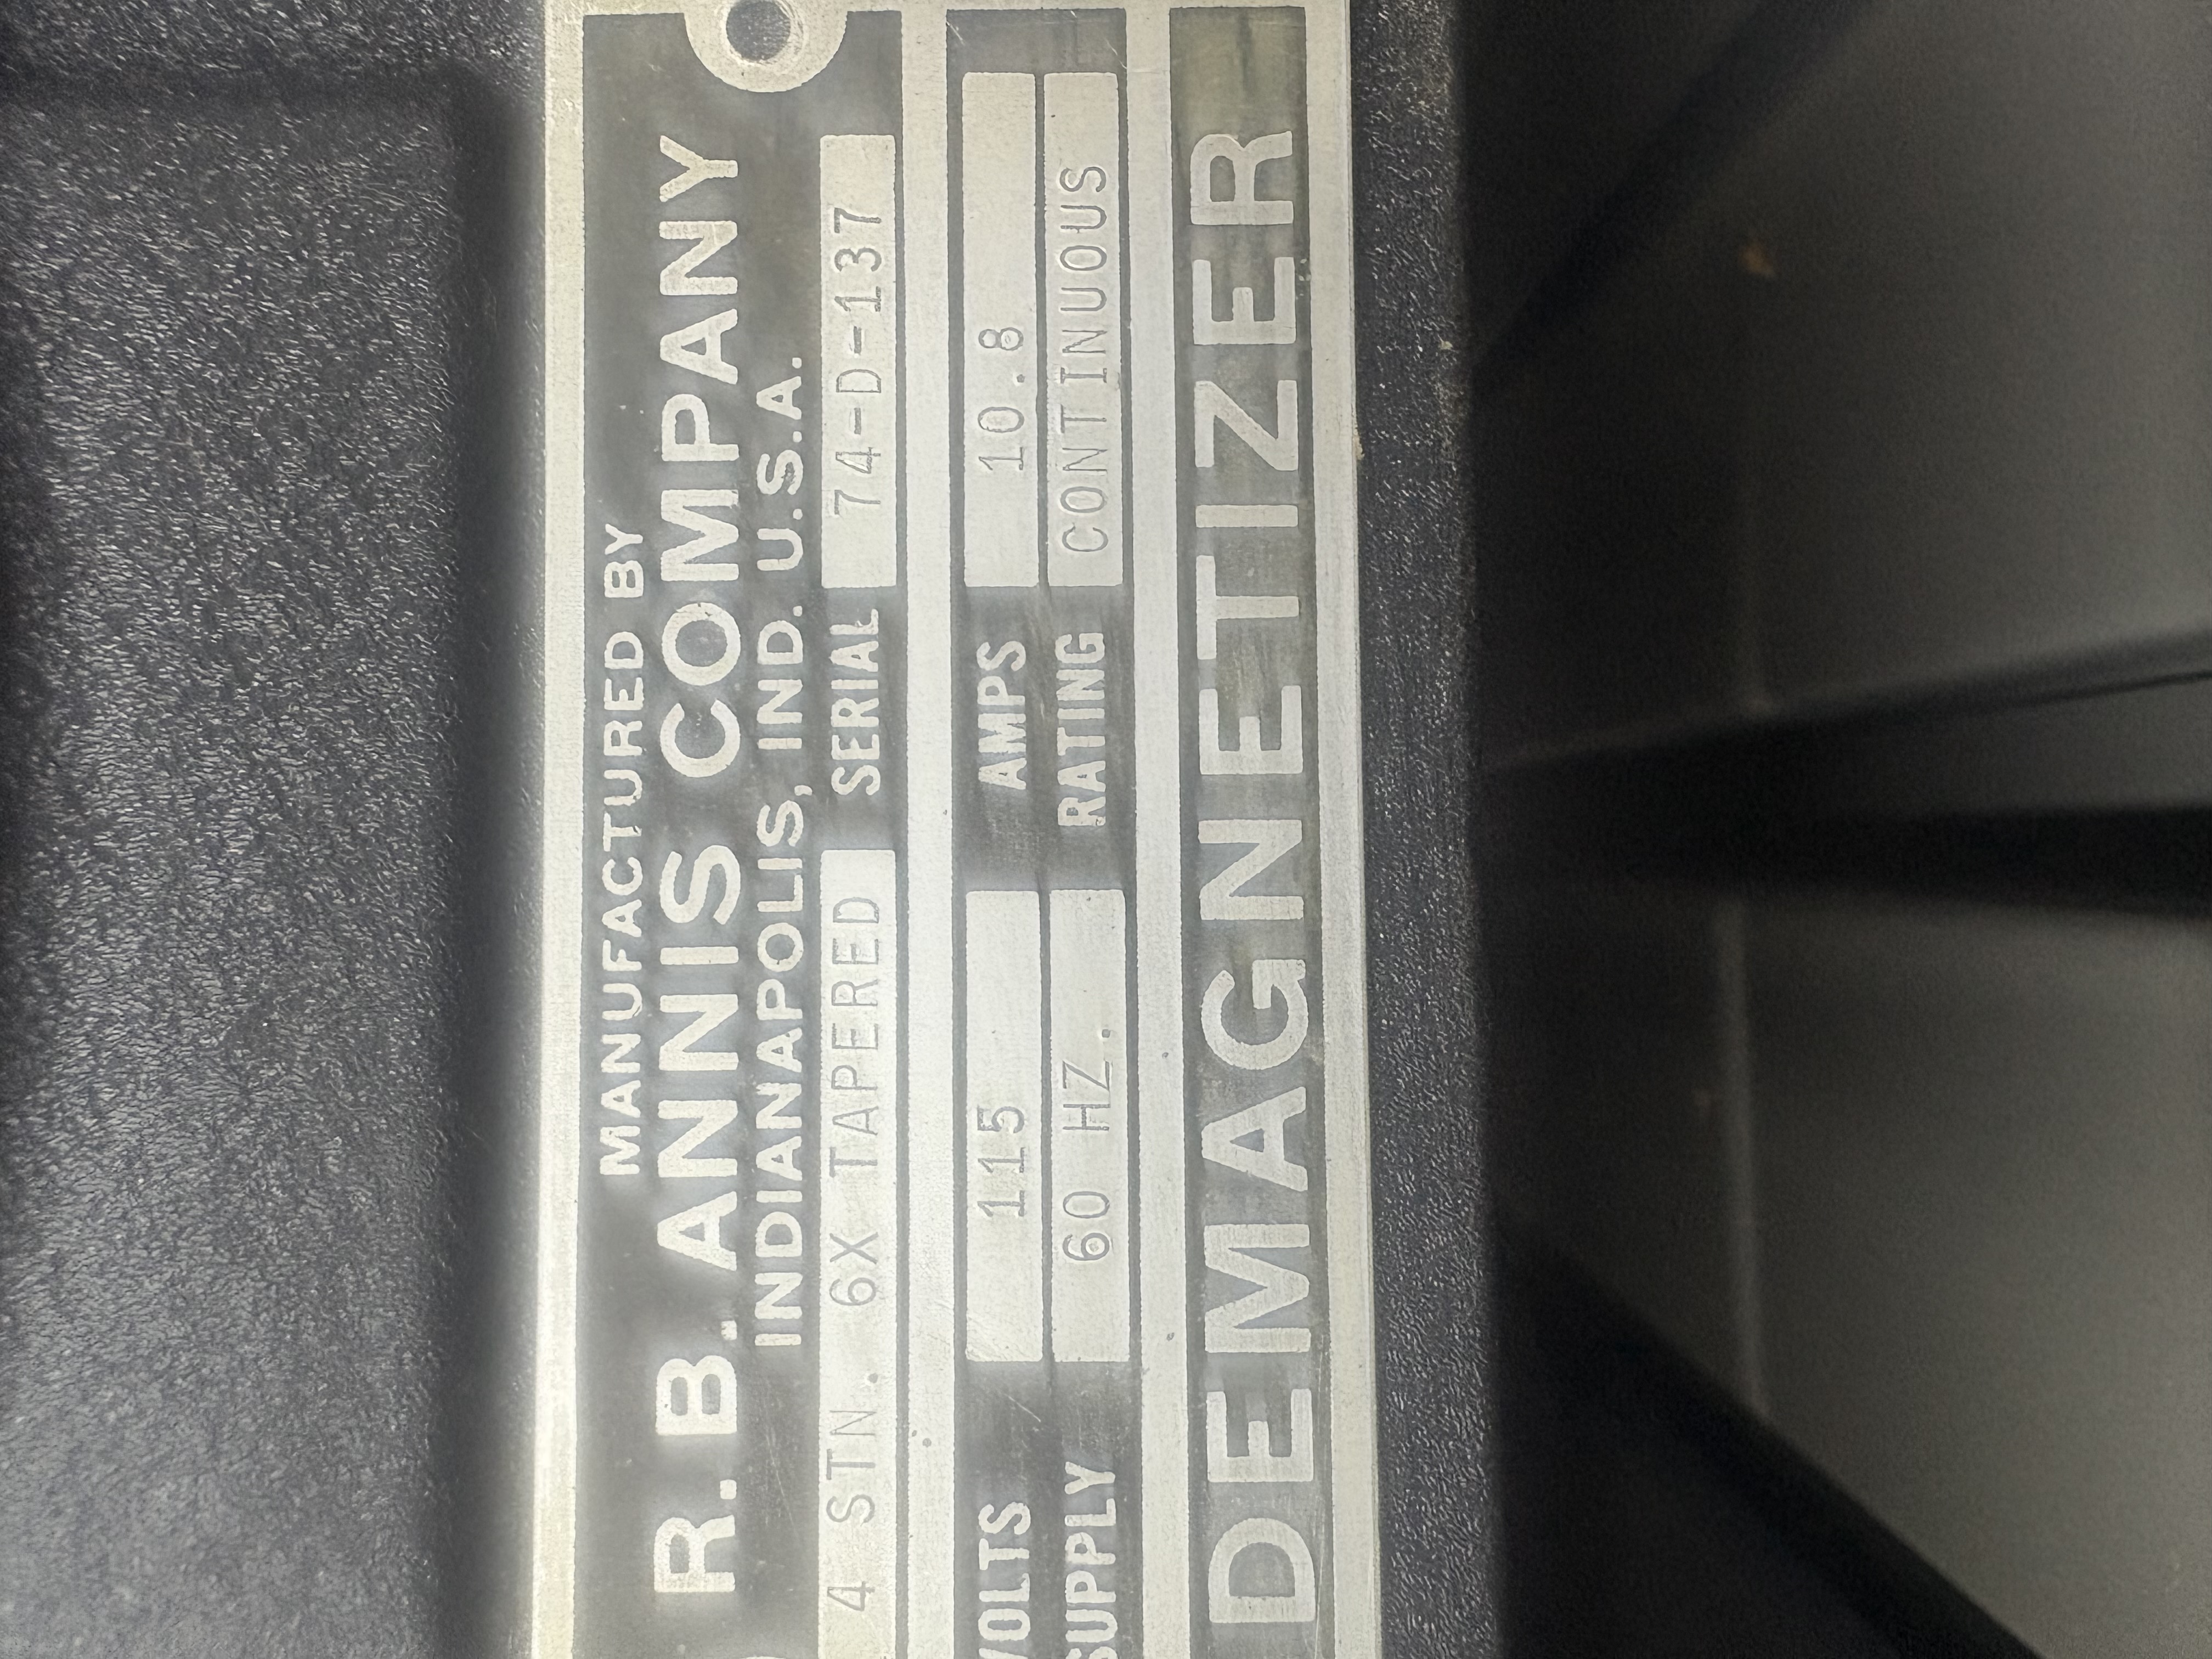 MANUFACTURED BY
R. B. ANNIS COMPANY
INDIANAPOLIS, IND. U.S.A.
4 STN. 6X TAPERED SERIAL 74-D-137
VOLTS 115 AMPS 10.8
SUPPLY 60 HZ. RATING CONTINUOUS
DEMAGNETIZER